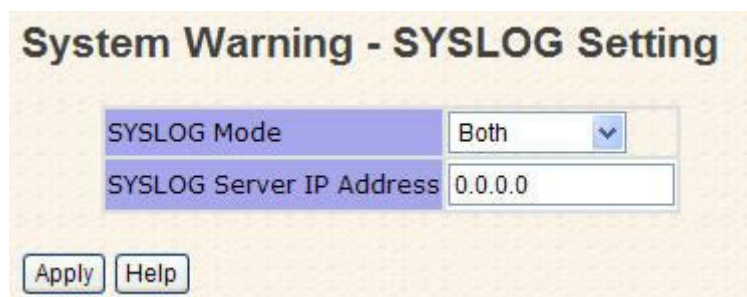 System Warning - SYSLOG Setting
SYSLOG Mode Both
SYSLOG Server IP Address 0.0.0.0
Apply Help